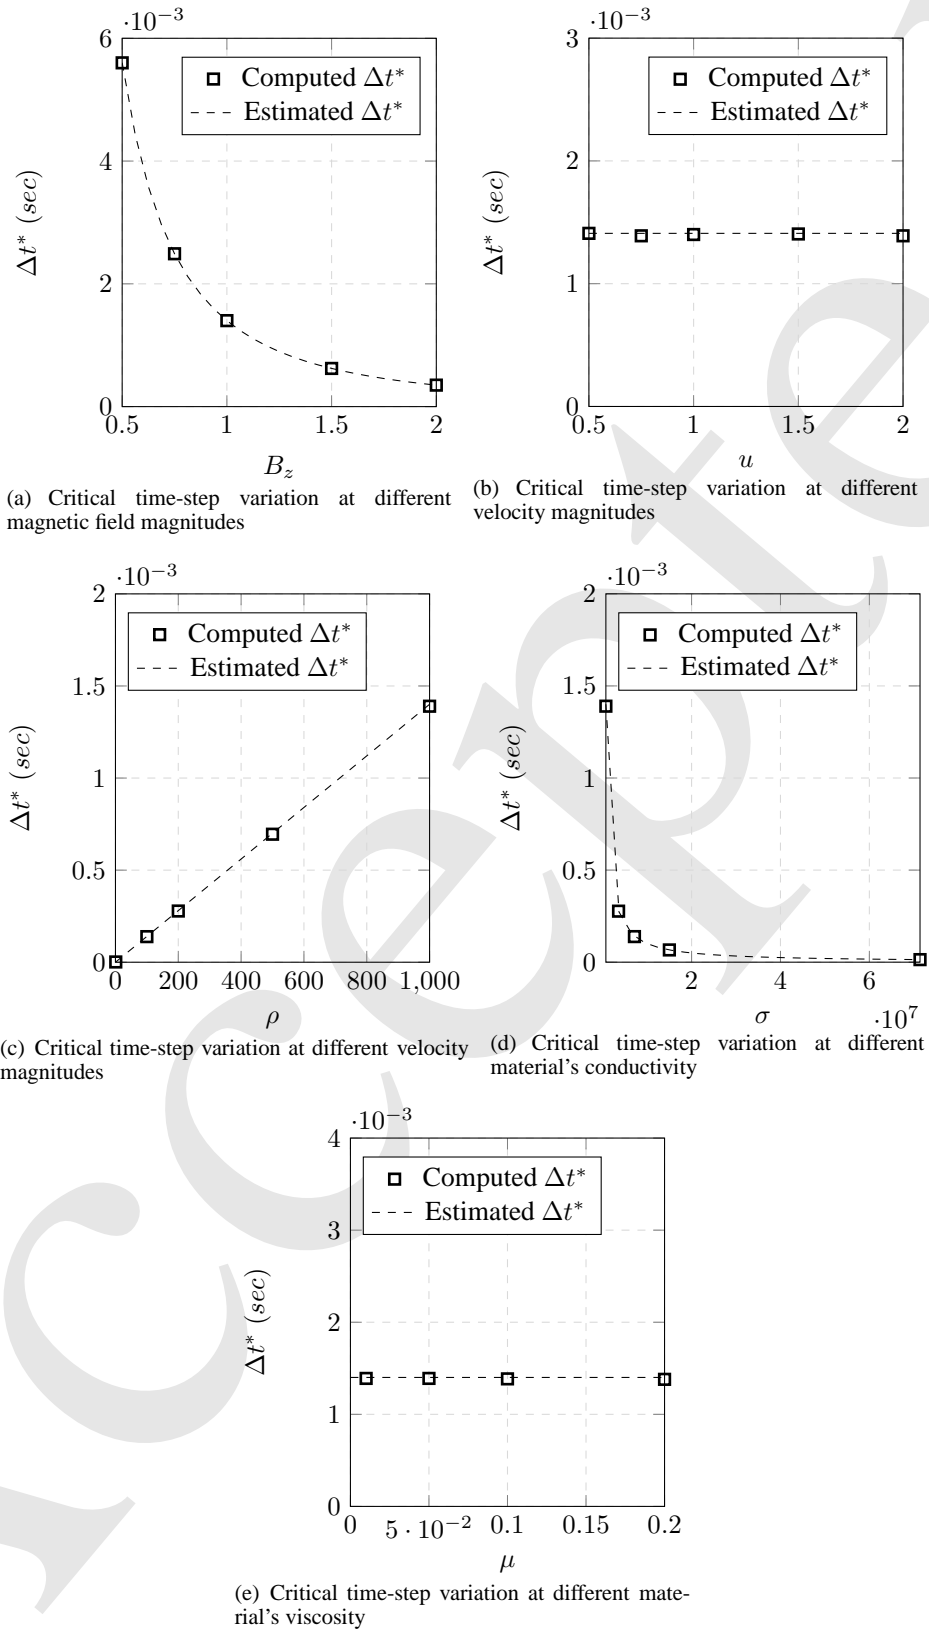 ·10⁻³
6
4
2
0
Δt* (sec)
Computed Δt*
Estimated Δt*
0.5 1 1.5 2
B_z
(a) Critical time-step variation at different
magnetic field magnitudes
·10⁻³
3
2
1
0
Δt* (sec)
Computed Δt*
Estimated Δt*
0.5 1 1.5 2
u
(b) Critical time-step variation at different
velocity magnitudes
·10⁻³
2
1.5
1
0.5
0
Δt* (sec)
Computed Δt*
Estimated Δt*
0 200 400 600 800 1,000
ρ
(c) Critical time-step variation at different velocity
magnitudes
·10⁻³
2
1.5
1
0.5
0
Δt* (sec)
Computed Δt*
Estimated Δt*
2 4 6
σ
·10⁷
(d) Critical time-step variation at different
material's conductivity
·10⁻³
4
3
2
1
0
Δt* (sec)
Computed Δt*
Estimated Δt*
0 5 · 10⁻² 0.1 0.15 0.2
μ
(e) Critical time-step variation at different mate-
rial's viscosity
Accepte